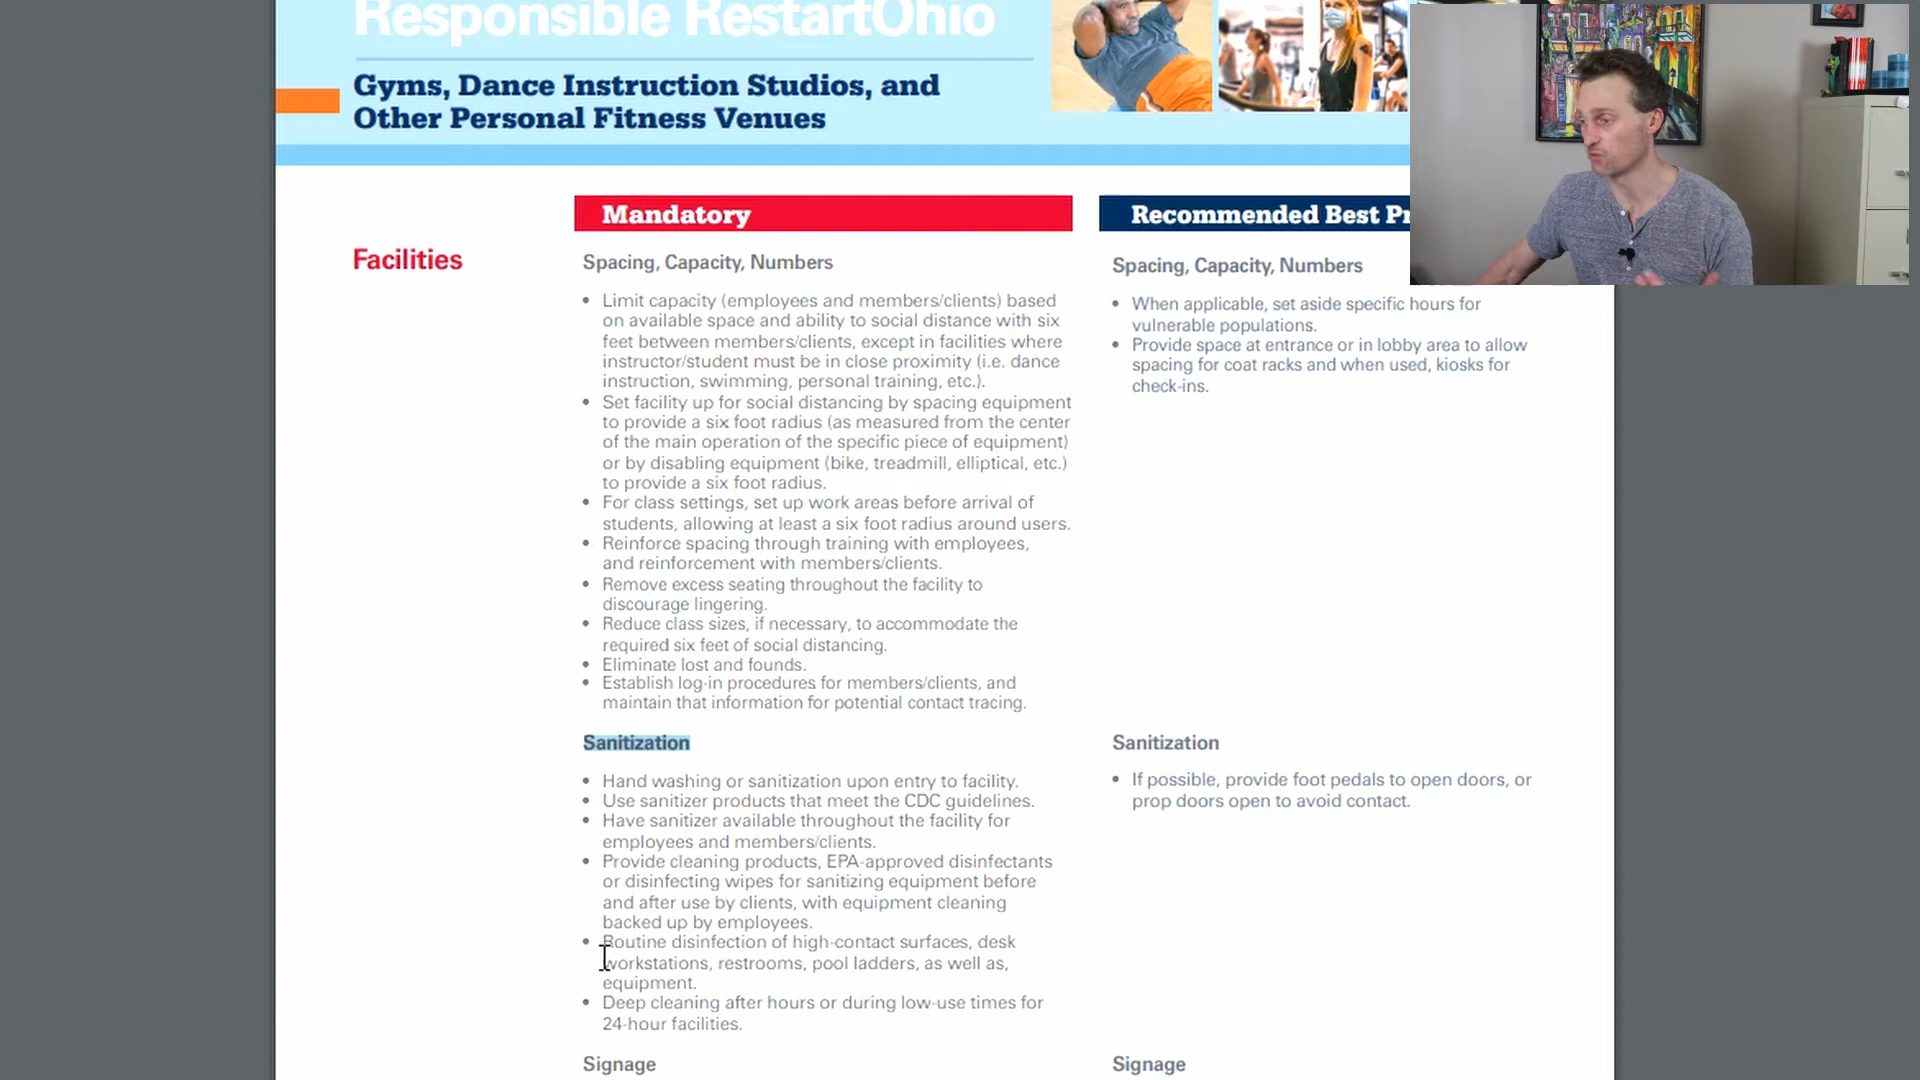 Responsible RestartOhio
Gyms, Dance Instruction Studios, and
Other Personal Fitness Venues
Mandatory
Recommended Best Pr
Facilities
Spacing, Capacity, Numbers
• Limit capacity (employees and members/clients) based
on available space and ability to social distance with six
feet between members/clients, except in facilities where
instructor/student must be in close proximity (i.e. dance
instruction, swimming, personal training, etc.).
• Set facility up for social distancing by spacing equipment
to provide a six foot radius (as measured from the center
of the main operation of the specific piece of equipment)
or by disabling equipment (bike, treadmill, elliptical, etc.)
to provide a six foot radius.
• For class settings, set up work areas before arrival of
students, allowing at least a six foot radius around users.
• Reinforce spacing through training with employees,
and reinforcement with members/clients.
• Remove excess seating throughout the facility to
discourage lingering.
• Reduce class sizes, if necessary, to accommodate the
required six feet of social distancing.
• Eliminate lost and founds.
• Establish log-in procedures for members/clients, and
maintain that information for potential contact tracing.
Spacing, Capacity, Numbers
• When applicable, set aside specific hours for
vulnerable populations.
• Provide space at entrance or in lobby area to allow
spacing for coat racks and when used, kiosks for
check-ins.
Sanitization
• Hand washing or sanitization upon entry to facility.
• Use sanitizer products that meet the CDC guidelines.
• Have sanitizer available throughout the facility for
employees and members/clients.
• Provide cleaning products, EPA-approved disinfectants
or disinfecting wipes for sanitizing equipment before
and after use by clients, with equipment cleaning
backed up by employees.
• Routine disinfection of high-contact surfaces, desk
workstations, restrooms, pool ladders, as well as,
equipment.
• Deep cleaning after hours or during low-use times for
24-hour facilities.
Sanitization
• If possible, provide foot pedals to open doors, or
prop doors open to avoid contact.
Signage
Signage